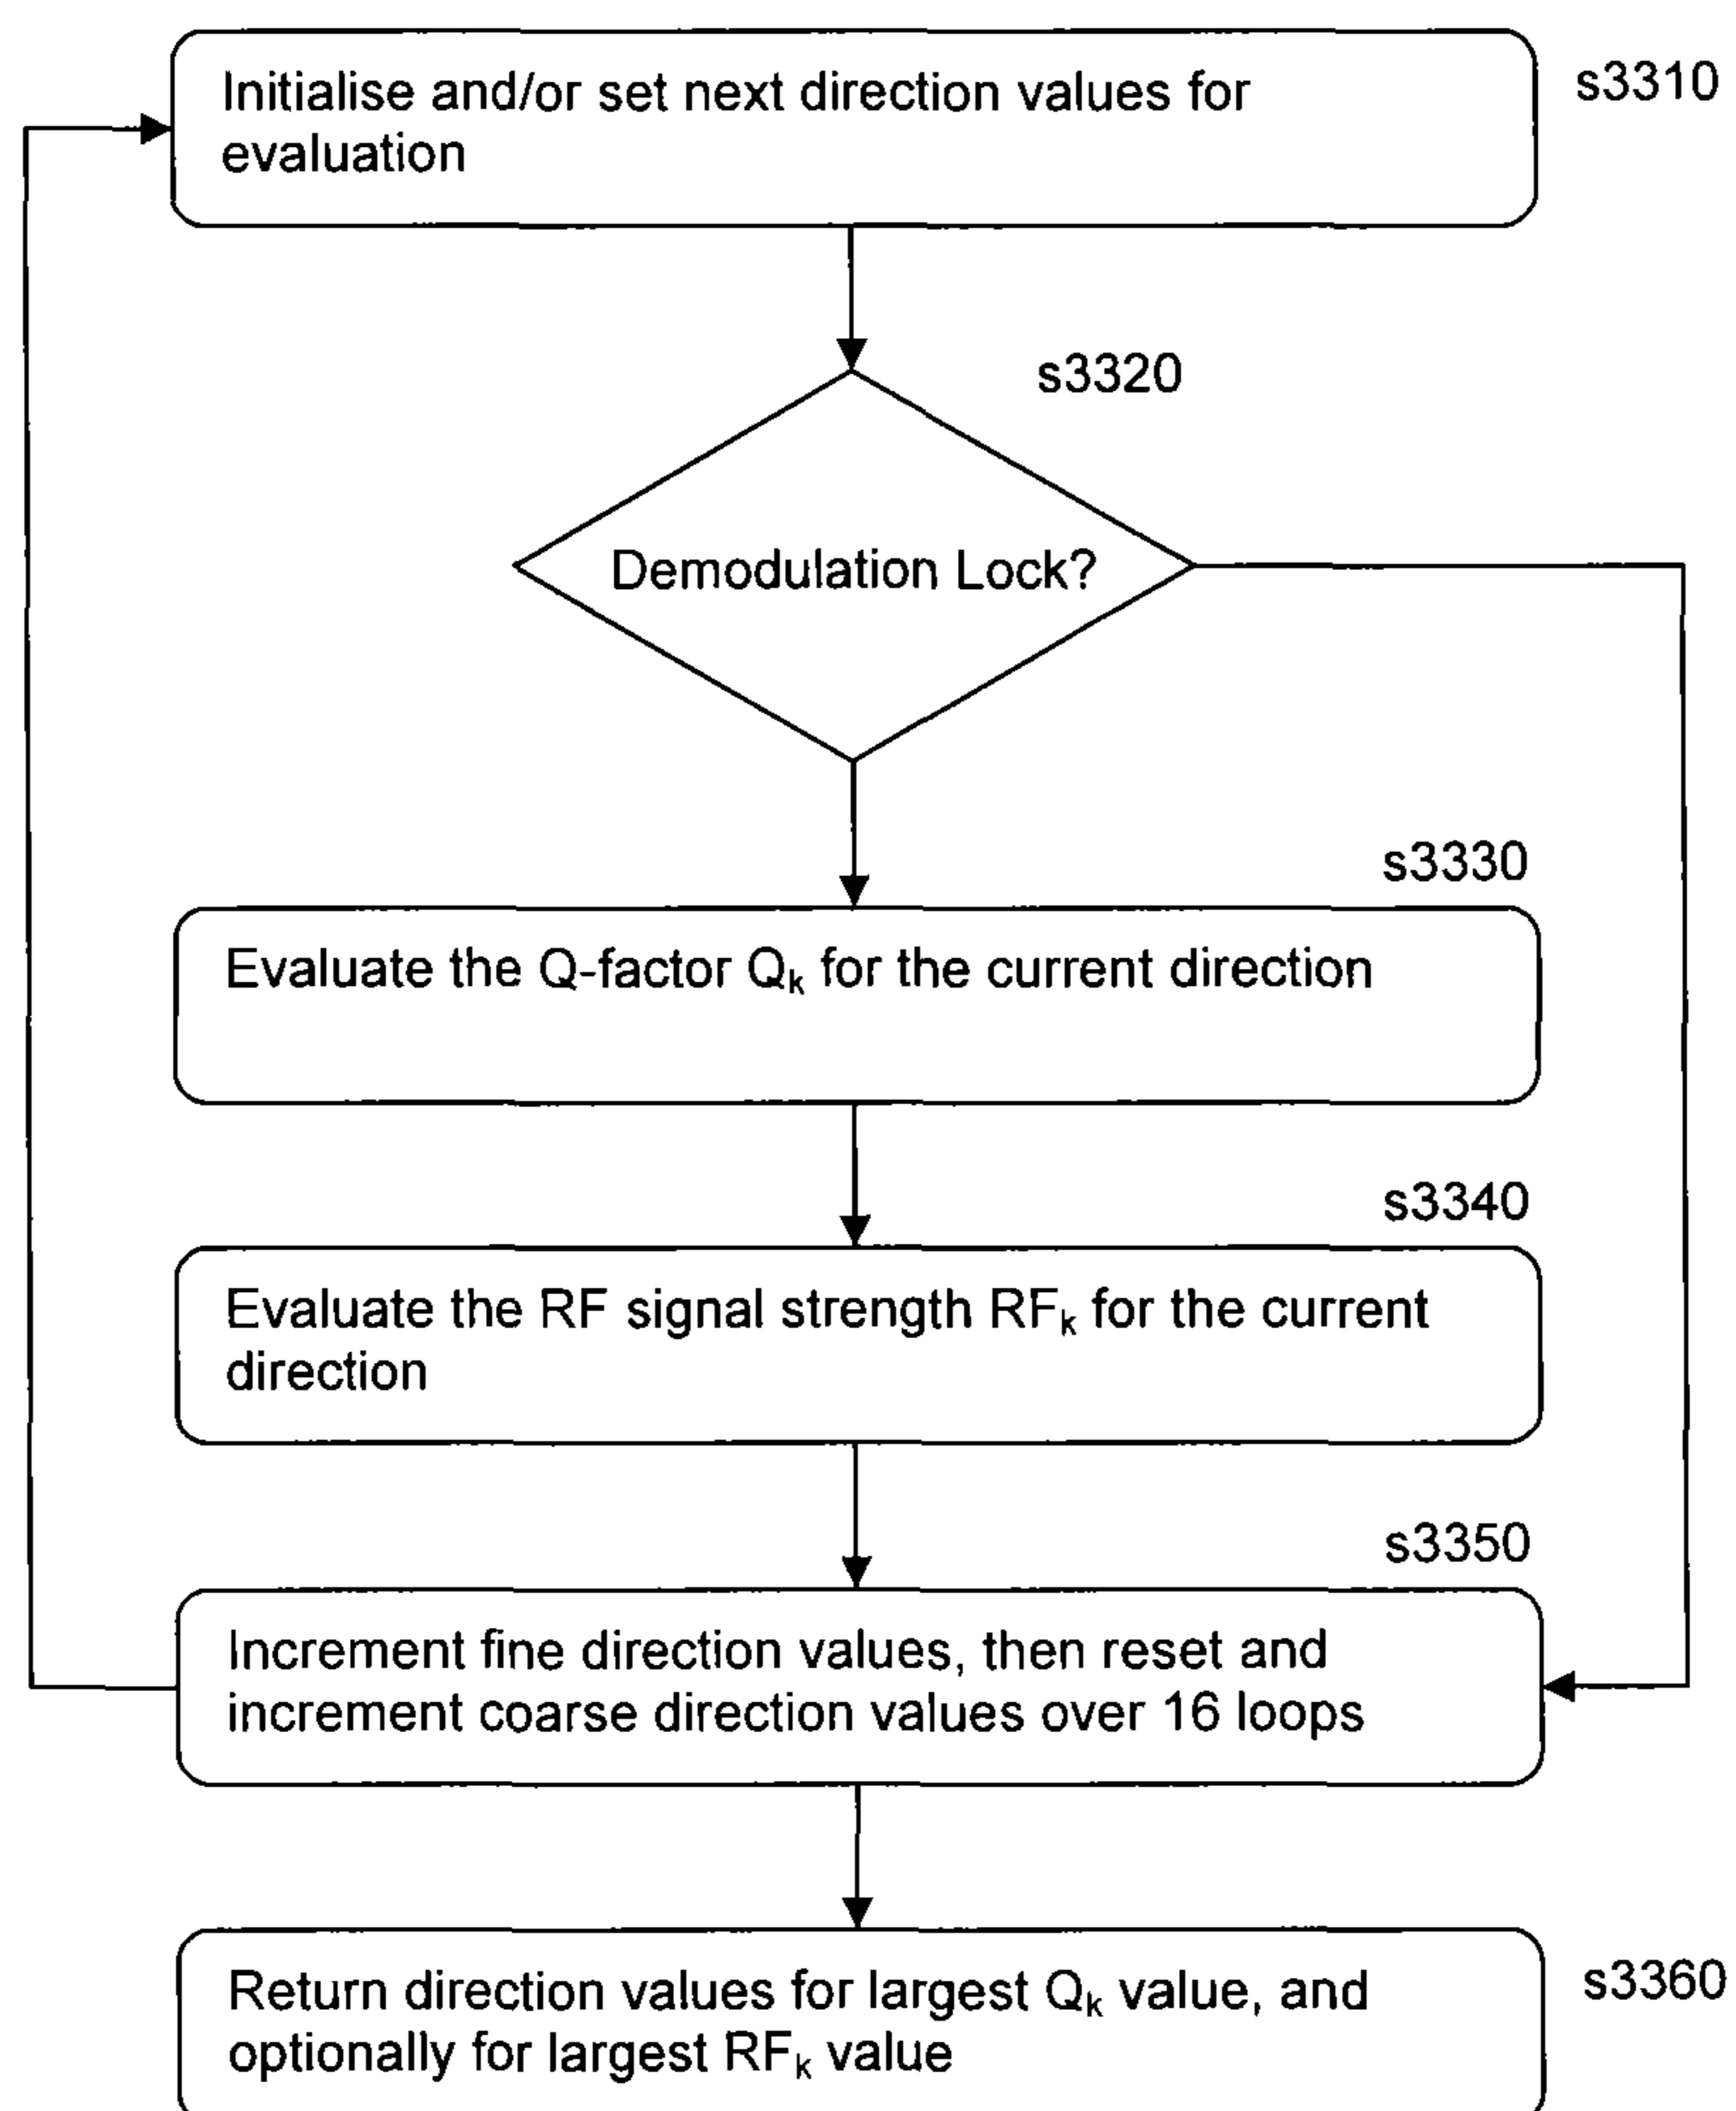 Initialise and/or set next direction values for
evaluation
s3310
s3320
Demodulation Lock?
s3330
Evaluate the Q-factor Qk for the current direction
s3340
Evaluate the RF signal strength RFk for the current
direction
s3350
Increment fine direction values, then reset and
increment coarse direction values over 16 loops
Return direction values for largest Qk value, and
optionally for largest RFk value
s3360